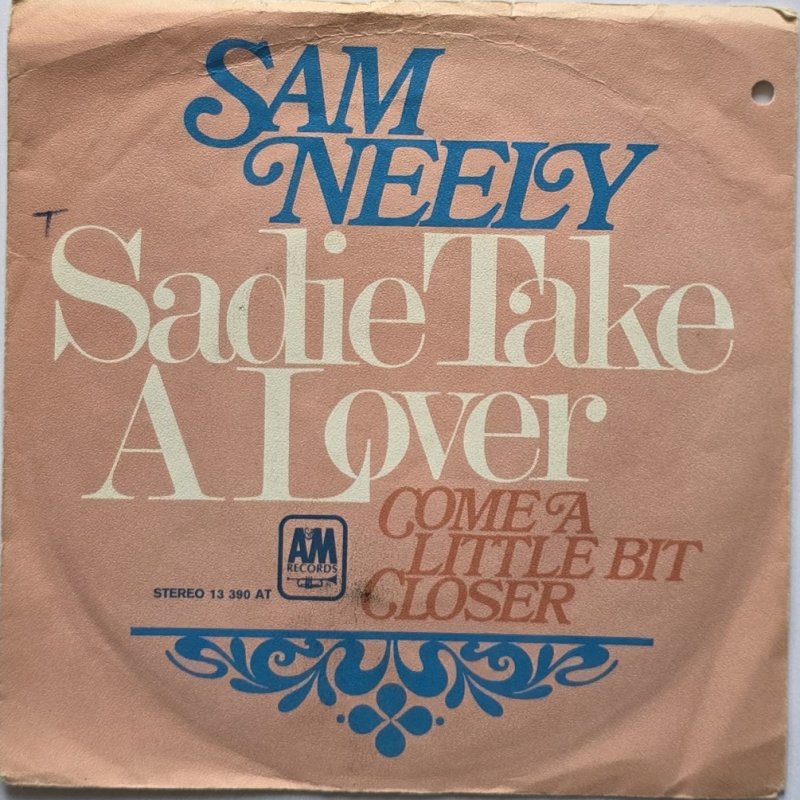 SAM
NEELY
T
Sadie Take
A Lover
COME A
LITTLE BIT
CLOSER
A&M
RECORDS
STEREO 13 390 AT